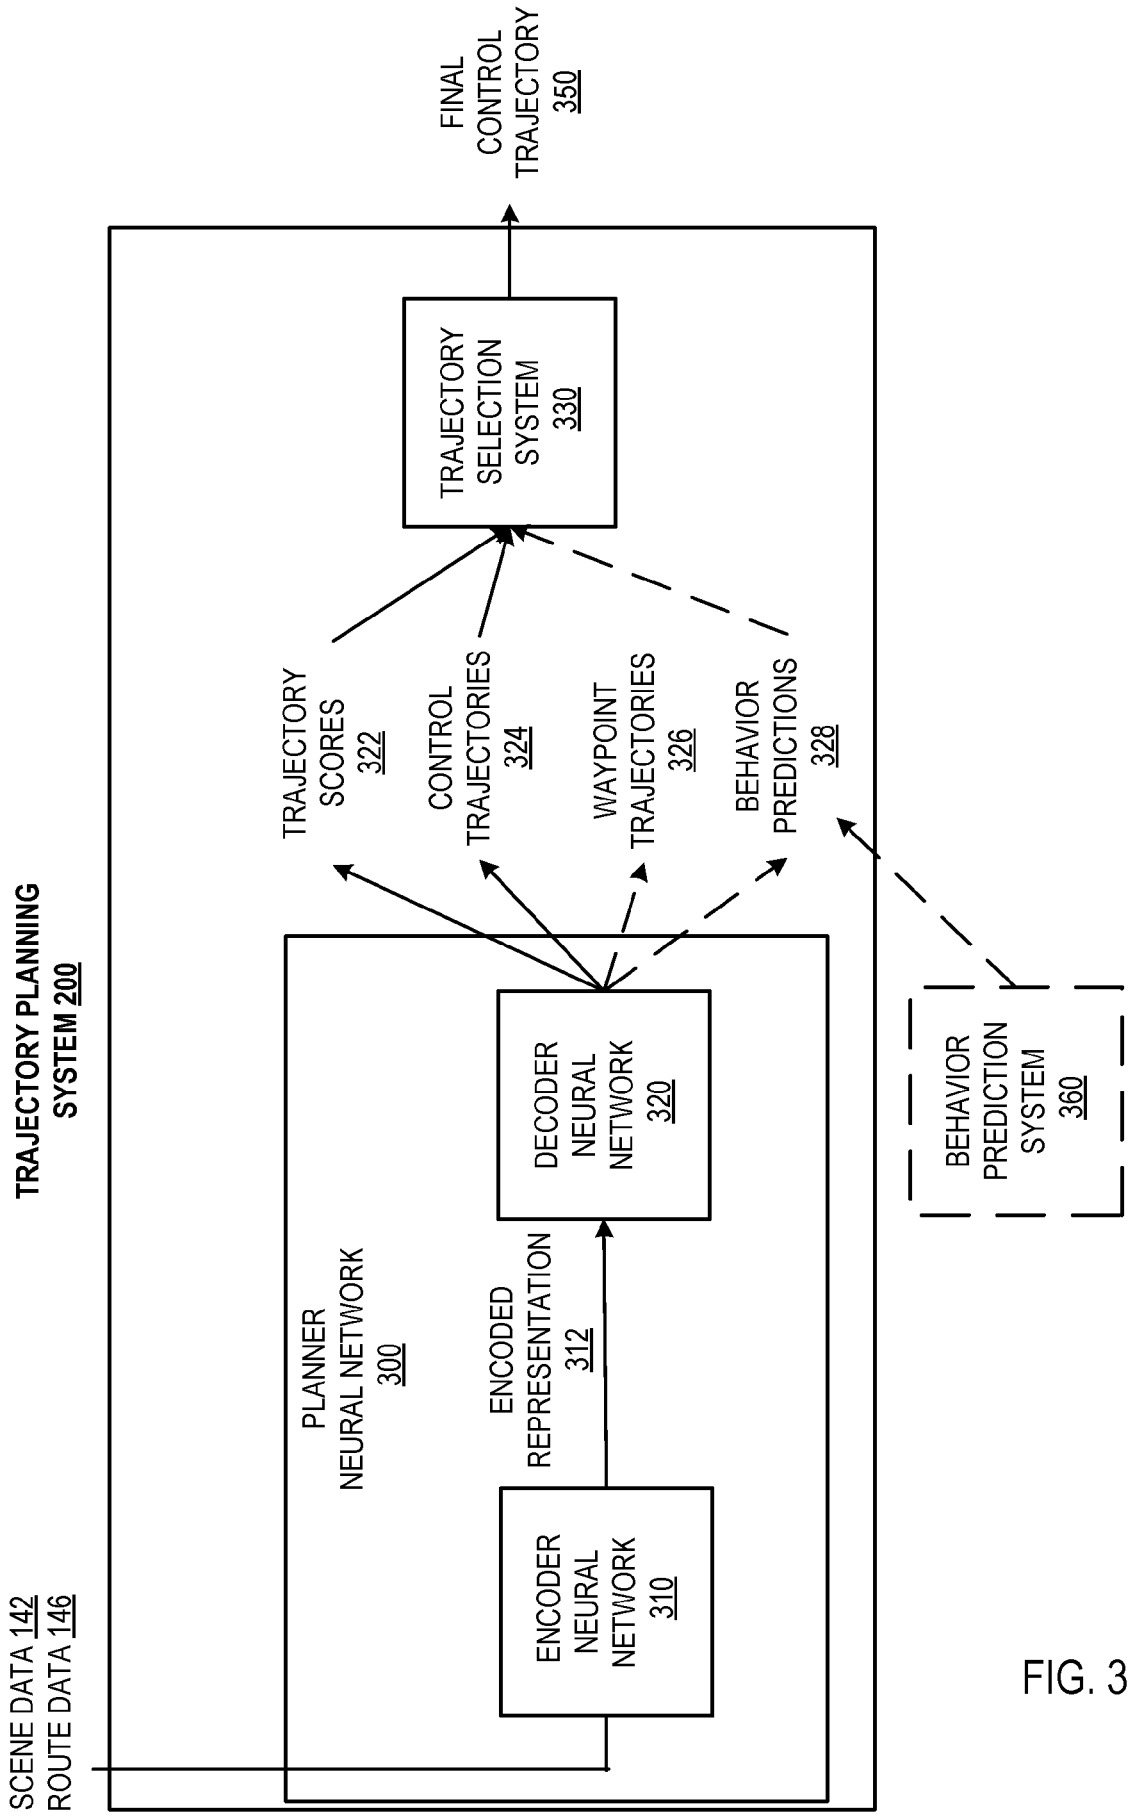 TRAJECTORY PLANNING
SYSTEM 200
SCENE DATA 142
ROUTE DATA 146
PLANNER
NEURAL NETWORK
300
ENCODER
NEURAL
NETWORK
310
ENCODED
REPRESENTATION
312
DECODER
NEURAL
NETWORK
320
TRAJECTORY
SCORES
322
CONTROL
TRAJECTORIES
324
WAYPOINT
TRAJECTORIES
326
BEHAVIOR
PREDICTIONS
328
TRAJECTORY
SELECTION
SYSTEM
330
FINAL
CONTROL
TRAJECTORY
350
BEHAVIOR
PREDICTION
SYSTEM
360
FIG. 3